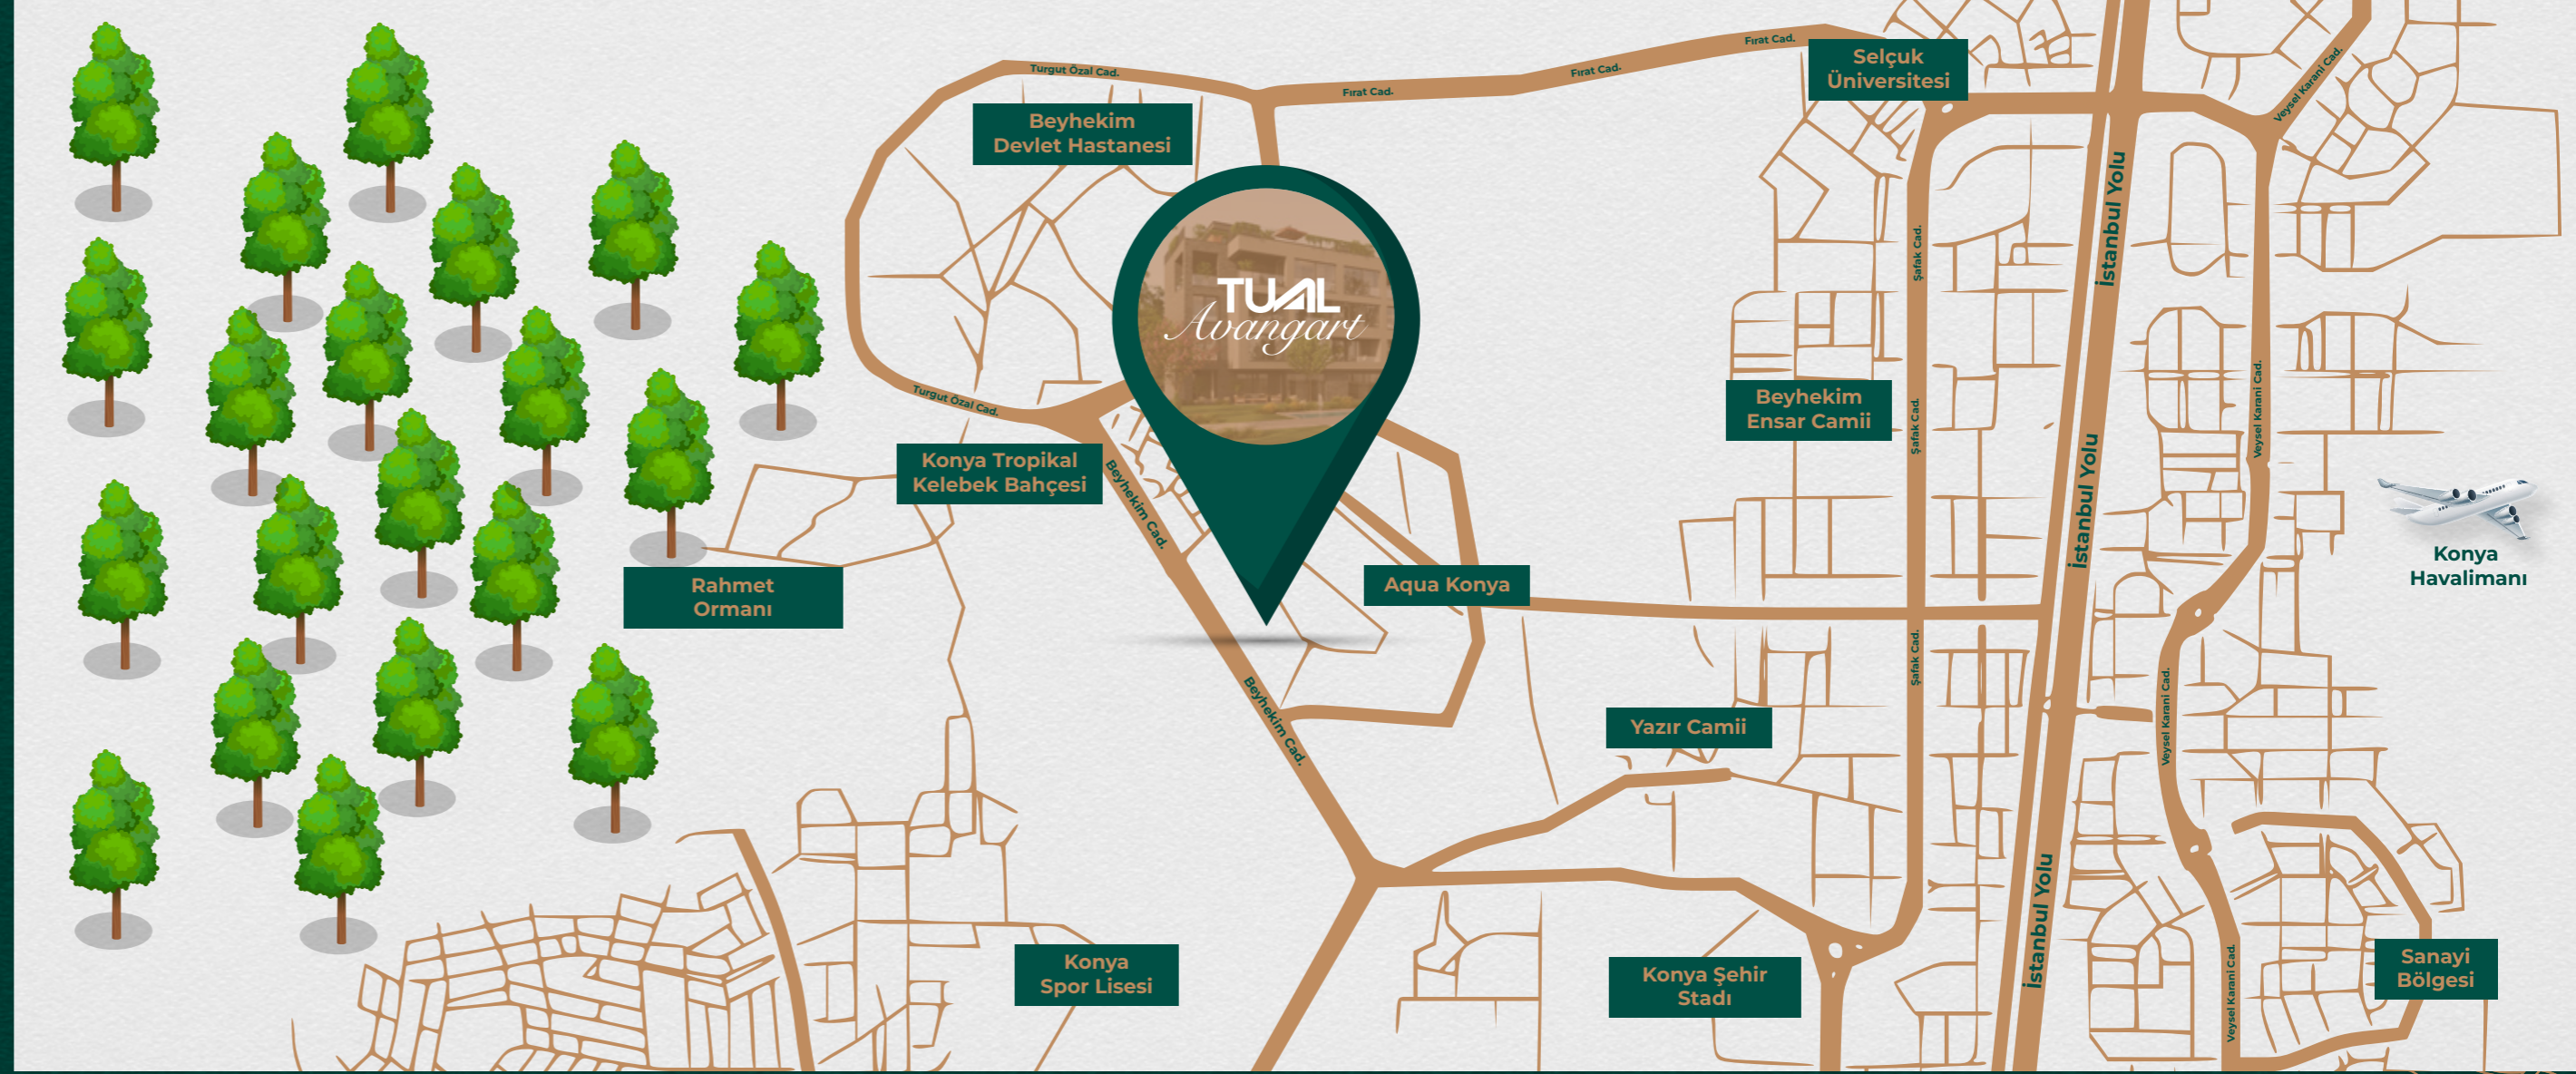 Fırat Cad.
Turgut Özal Cad.
Fırat Cad.
Fırat Cad.
Selçuk
Üniversitesi
Veysel Karani Cad.
Beyhekim
Devlet Hastanesi
İstanbul Yolu
Şafak Cad.
TUAL
Avangart
Turgut Özal Cad.
Beyhekim
Ensar Camii
Şafak Cad.
Veysel Karani Cad.
Konya Tropikal
Kelebek Bahçesi
Beyhekim Cad.
İstanbul Yolu
Konya
Havalimanı
Rahmet
Ormanı
Aqua Konya
Şafak Cad.
Beyhekim Cad.
Yazır Camii
Veysel Karani Cad.
İstanbul Yolu
Konya
Spor Lisesi
Konya Şehir
Stadı
Veysel Karani Cad.
Sanayi
Bölgesi